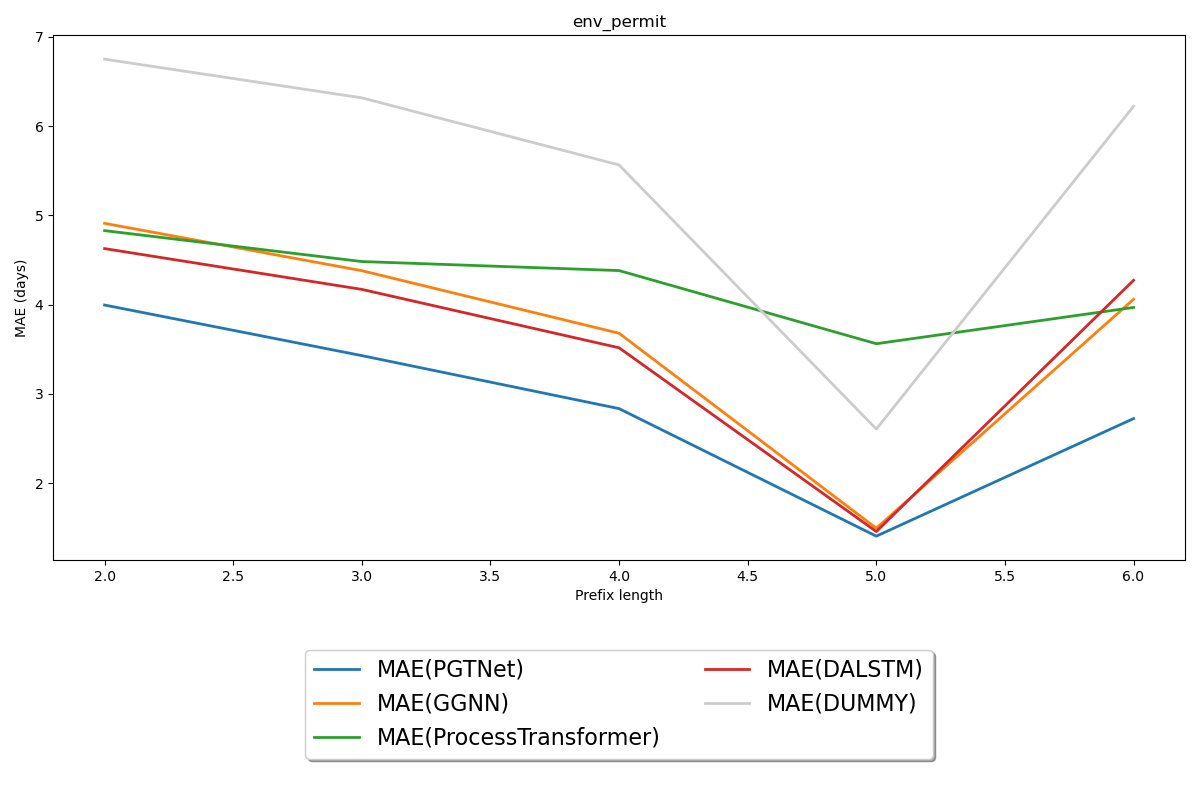 env_permit
7
6
5
4
3
2
MAE (days)
2.0 2.5 3.0 3.5 4.0 4.5 5.0 5.5 6.0
Prefix length
MAE(PGTNet)
MAE(GGNN)
MAE(ProcessTransformer)
MAE(DALSTM)
MAE(DUMMY)